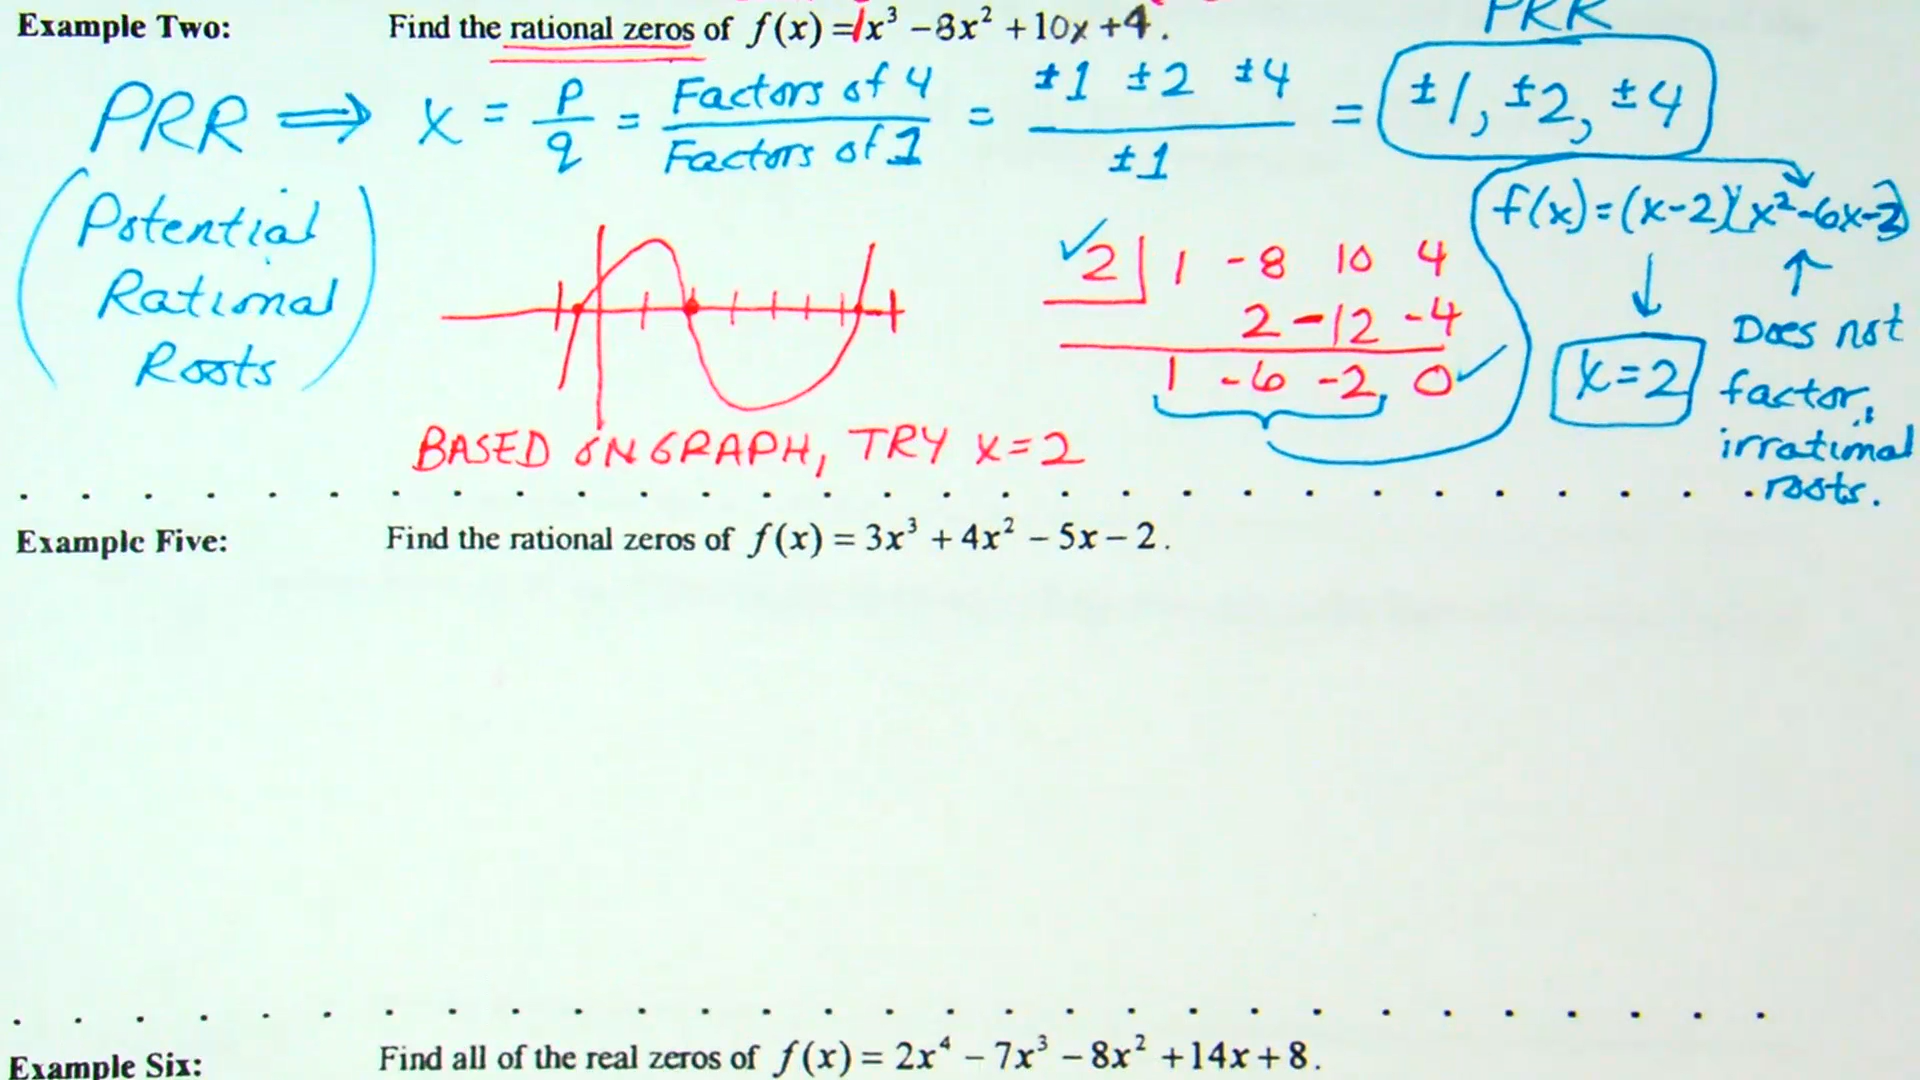 Example Two: Find the rational zeros of f(x) = 1x³ − 8x² + 10x + 4.
PRR
PRR ⟹ x = p/q = Factors of 4 / Factors of 1 = ±1 ±2 ±4 / ±1 = ±1, ±2, ±4
(Potential
Rational
Roots)
f(x) = (x-2)(x²-6x-2)
✓2 | 1 -8 10 4
2 -12 -4
1 -6 -2 0 ✓
x=2
Does not
factor,
irrational
roots.
BASED ON GRAPH, TRY x=2
Example Five: Find the rational zeros of f(x) = 3x³ + 4x² − 5x − 2.
Example Six: Find all of the real zeros of f(x) = 2x⁴ − 7x³ − 8x² + 14x + 8.